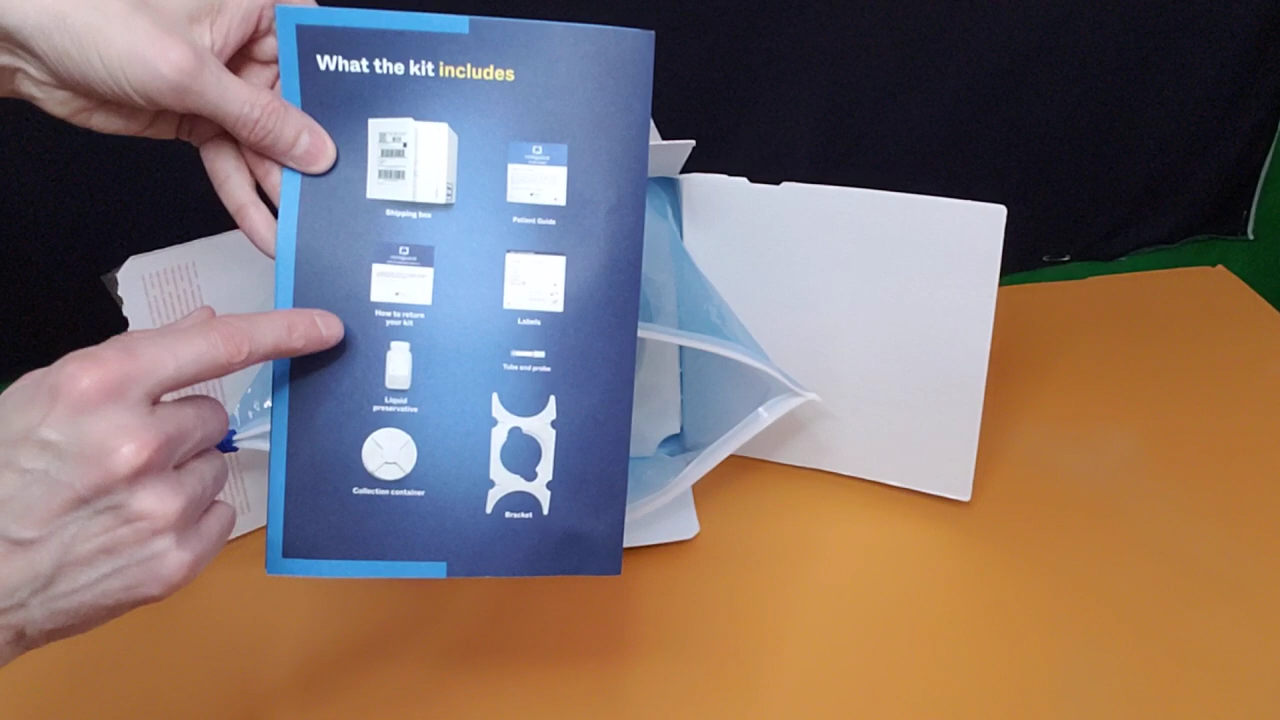 What the kit includes
Shipping box
Patient Guide
How to return
your kit
Labels
Liquid
preservative
Tube and probe
Collection container
Bracket